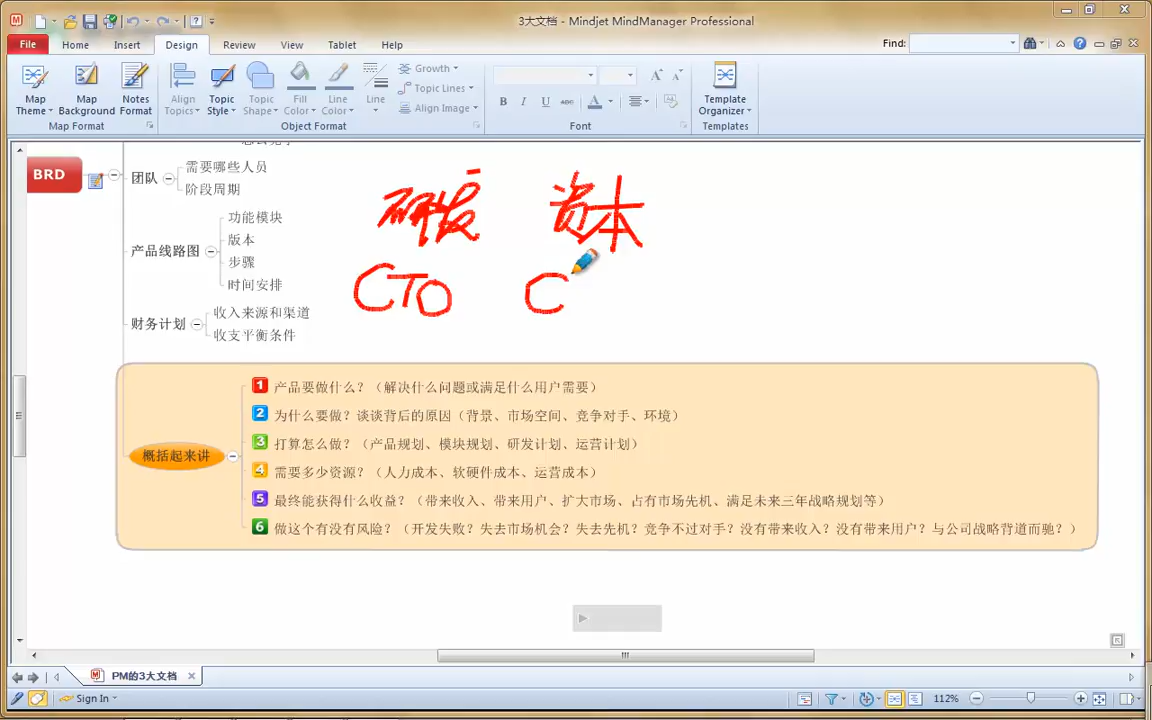 3大文档 - Mindjet MindManager Professional
File Home Insert Design Review View Tablet Help Find:
Map Theme Map Background Notes Format Align Topics Topic Style Topic Shape Fill Color Line Color Line Growth Topic Lines Align Image B I U abc A Template Organizer
Map Format Object Format Font Templates
BRD
团队
需要哪些人员
阶段周期
产品线路图
功能模块
版本
步骤
时间安排
财务计划
收入来源和渠道
收支平衡条件
研发 资本
CTO C
概括起来讲
1 产品要做什么？（解决什么问题或满足什么用户需要）
2 为什么要做？谈谈背后的原因（背景、市场空间、竞争对手、环境）
3 打算怎么做？（产品规划、模块规划、研发计划、运营计划）
4 需要多少资源？（人力成本、软硬件成本、运营成本）
5 最终能获得什么收益？（带来收入、带来用户、扩大市场、占有市场先机、满足未来三年战略规划等）
6 做这个有没有风险？（开发失败？失去市场机会？失去先机？竞争不过对手？没有带来收入？没有带来用户？与公司战略背道而驰？）
PM的3大文档
Sign In 112%